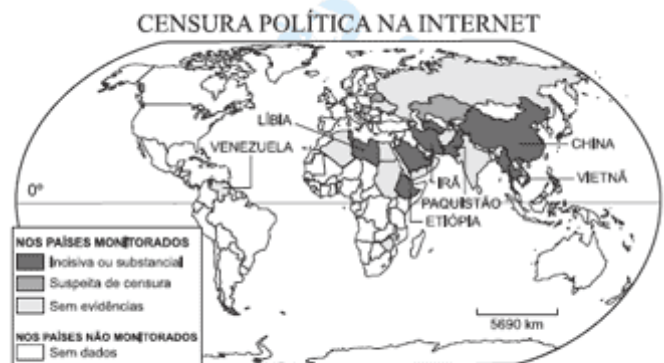 CENSURA POLÍTICA NA INTERNET
LÍBIA
VENEZUELA
CHINA
0°
IRÃ
VIETNÃ
PAQUISTÃO
ETIÓPIA
NOS PAÍSES MONITORADOS
Incisiva ou substancial
Suspeita de censura
Sem evidências
5690 km
NOS PAÍSES NÃO MONITORADOS
Sem dados